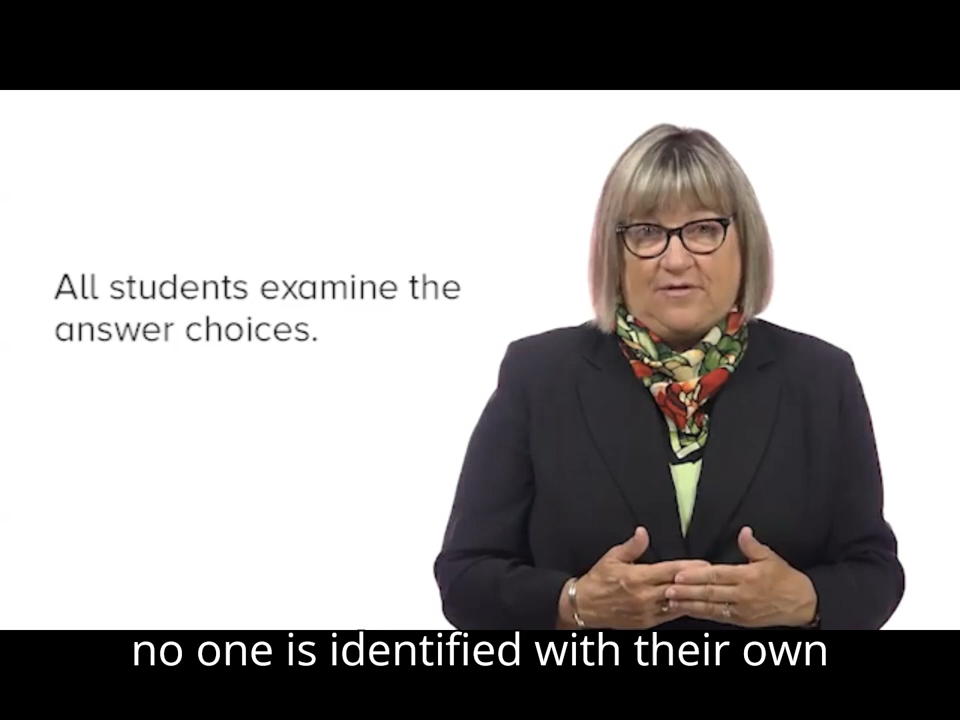 All students examine the
answer choices.
no one is identified with their own